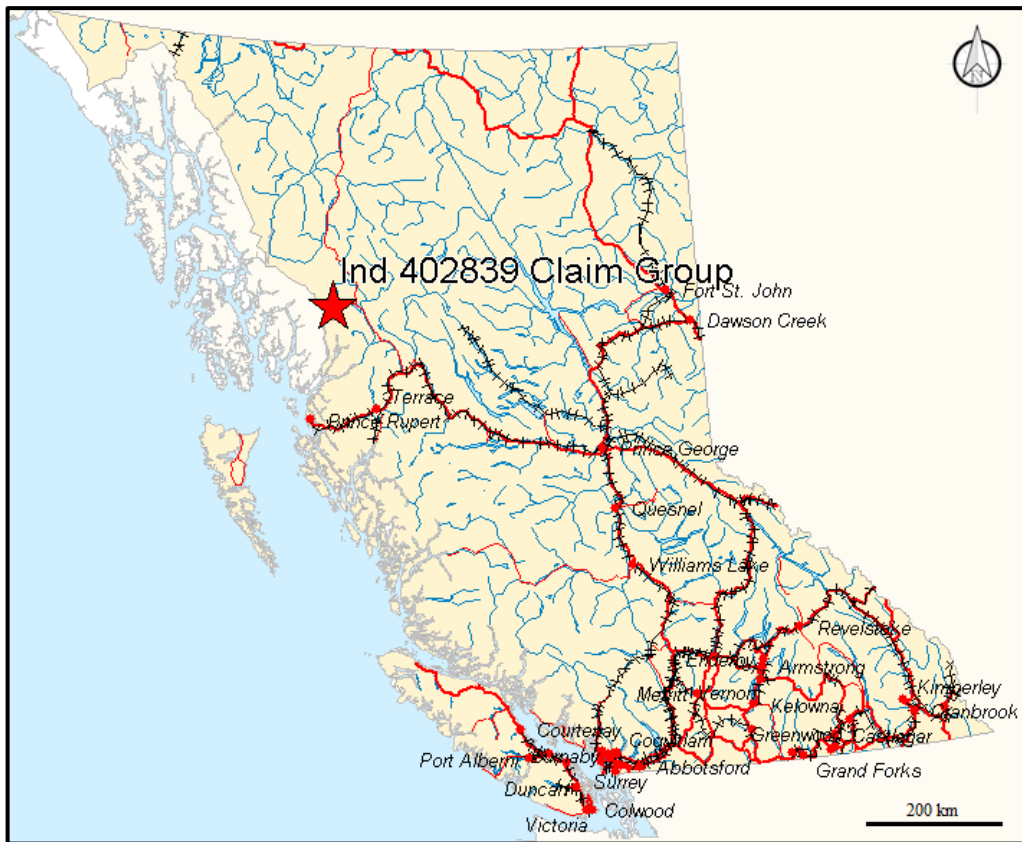 N
Ind 402839 Claim Group
Fort St. John
Dawson Creek
Terrace
Prince Rupert
Prince George
Quesnel
Williams Lake
Revelstoke
Enderby
Armstrong
Merritt
Vernon
Kimberley
Kelowna
Cranbrook
Courtenay
Coquitlam
Greenwood
Castlegar
Port Alberni
Burnaby
Abbotsford
Grand Forks
Surrey
Duncan
Colwood
Victoria
200 km